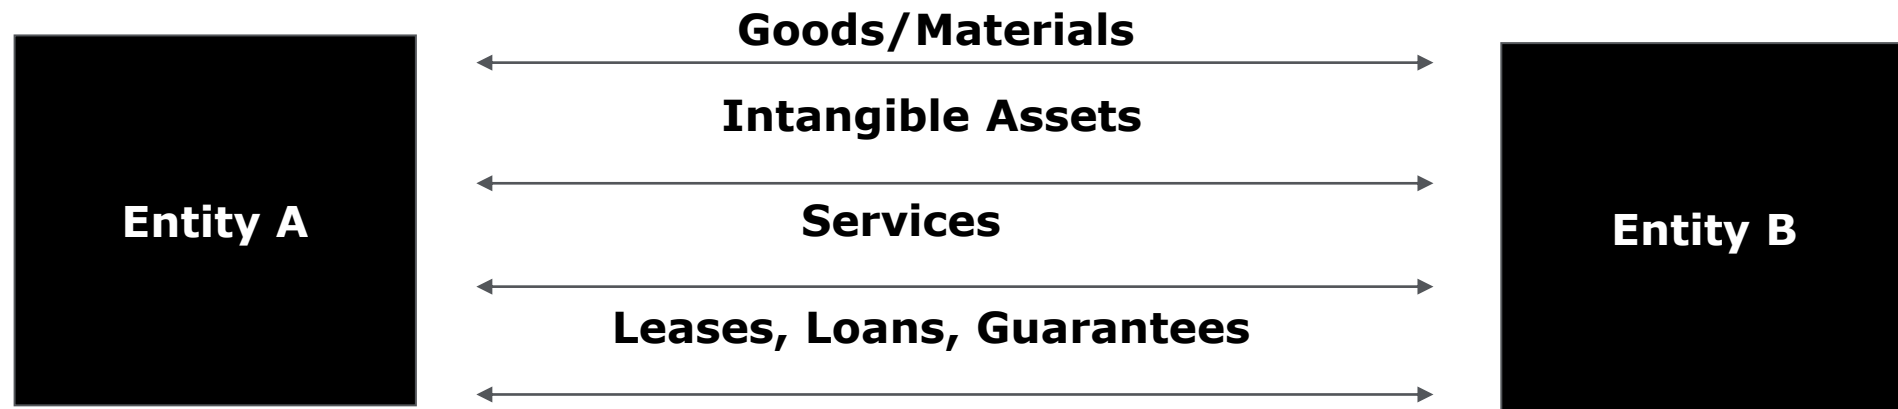 Goods/Materials
Intangible Assets
Entity A
Services
Entity B
Leases, Loans, Guarantees